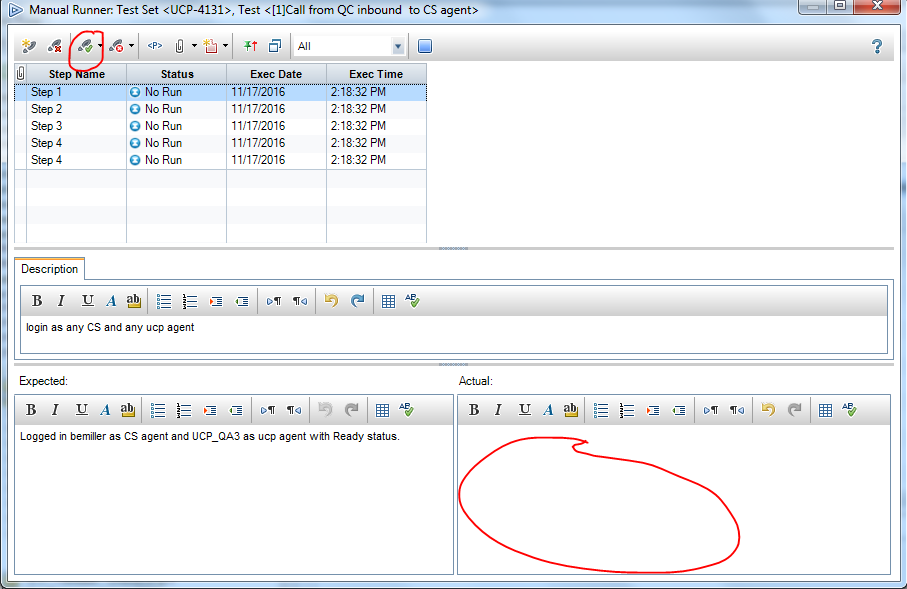 Manual Runner: Test Set <UCP-4131>, Test <[1]Call from QC inbound  to CS agent>
<P> All ?
Step Name Status Exec Date Exec Time
Step 1 No Run 11/17/2016 2:18:32 PM
Step 2 No Run 11/17/2016 2:18:32 PM
Step 3 No Run 11/17/2016 2:18:32 PM
Step 4 No Run 11/17/2016 2:18:32 PM
Step 4 No Run 11/17/2016 2:18:32 PM
Description
B I U A ab ¶ ¶ AB
login as any CS and any ucp agent
Expected: Actual:
B I U A ab ¶ ¶ AB B I U A ab ¶ ¶ AB
Logged in bemiller as CS agent and UCP_QA3 as ucp agent with Ready status.